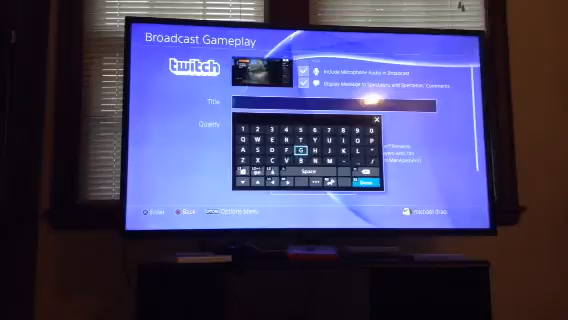 Broadcast Gameplay
twitch
Include Microphone Audio in Broadcast
Display Message to Spectators and Spectators' Comments
Title
Quality
1 2 3 4 5 6 7 8 9 0
Q W E R T Y U I O P
A S D F G H J K L "
Z X C V B N M - _ /
Space
Done
Enter
Back
OPTIONS Options Menu